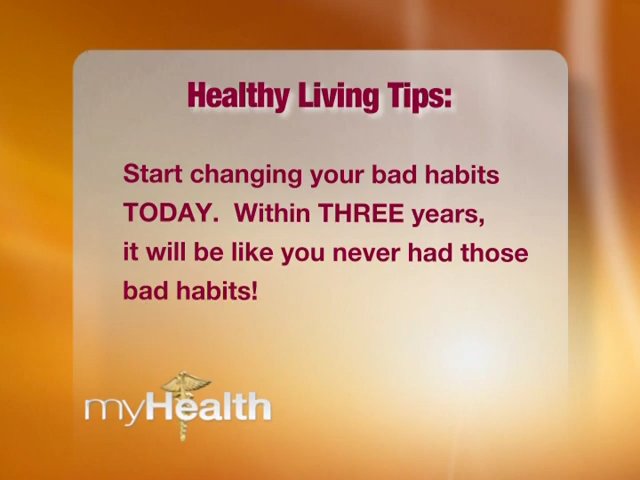 Healthy Living Tips:
Start changing your bad habits
TODAY.  Within THREE years,
it will be like you never had those
bad habits!
myHealth